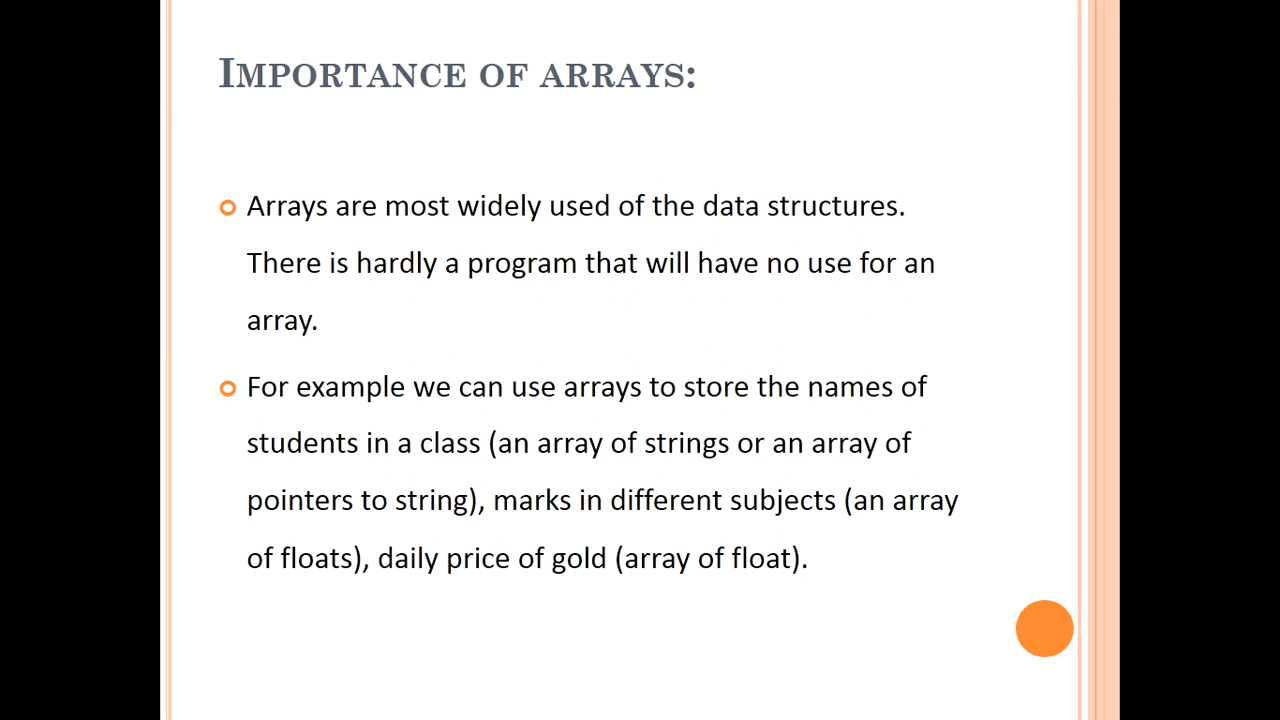 IMPORTANCE OF ARRAYS:
Arrays are most widely used of the data structures.
There is hardly a program that will have no use for an
array.
For example we can use arrays to store the names of
students in a class (an array of strings or an array of
pointers to string), marks in different subjects (an array
of floats), daily price of gold (array of float).